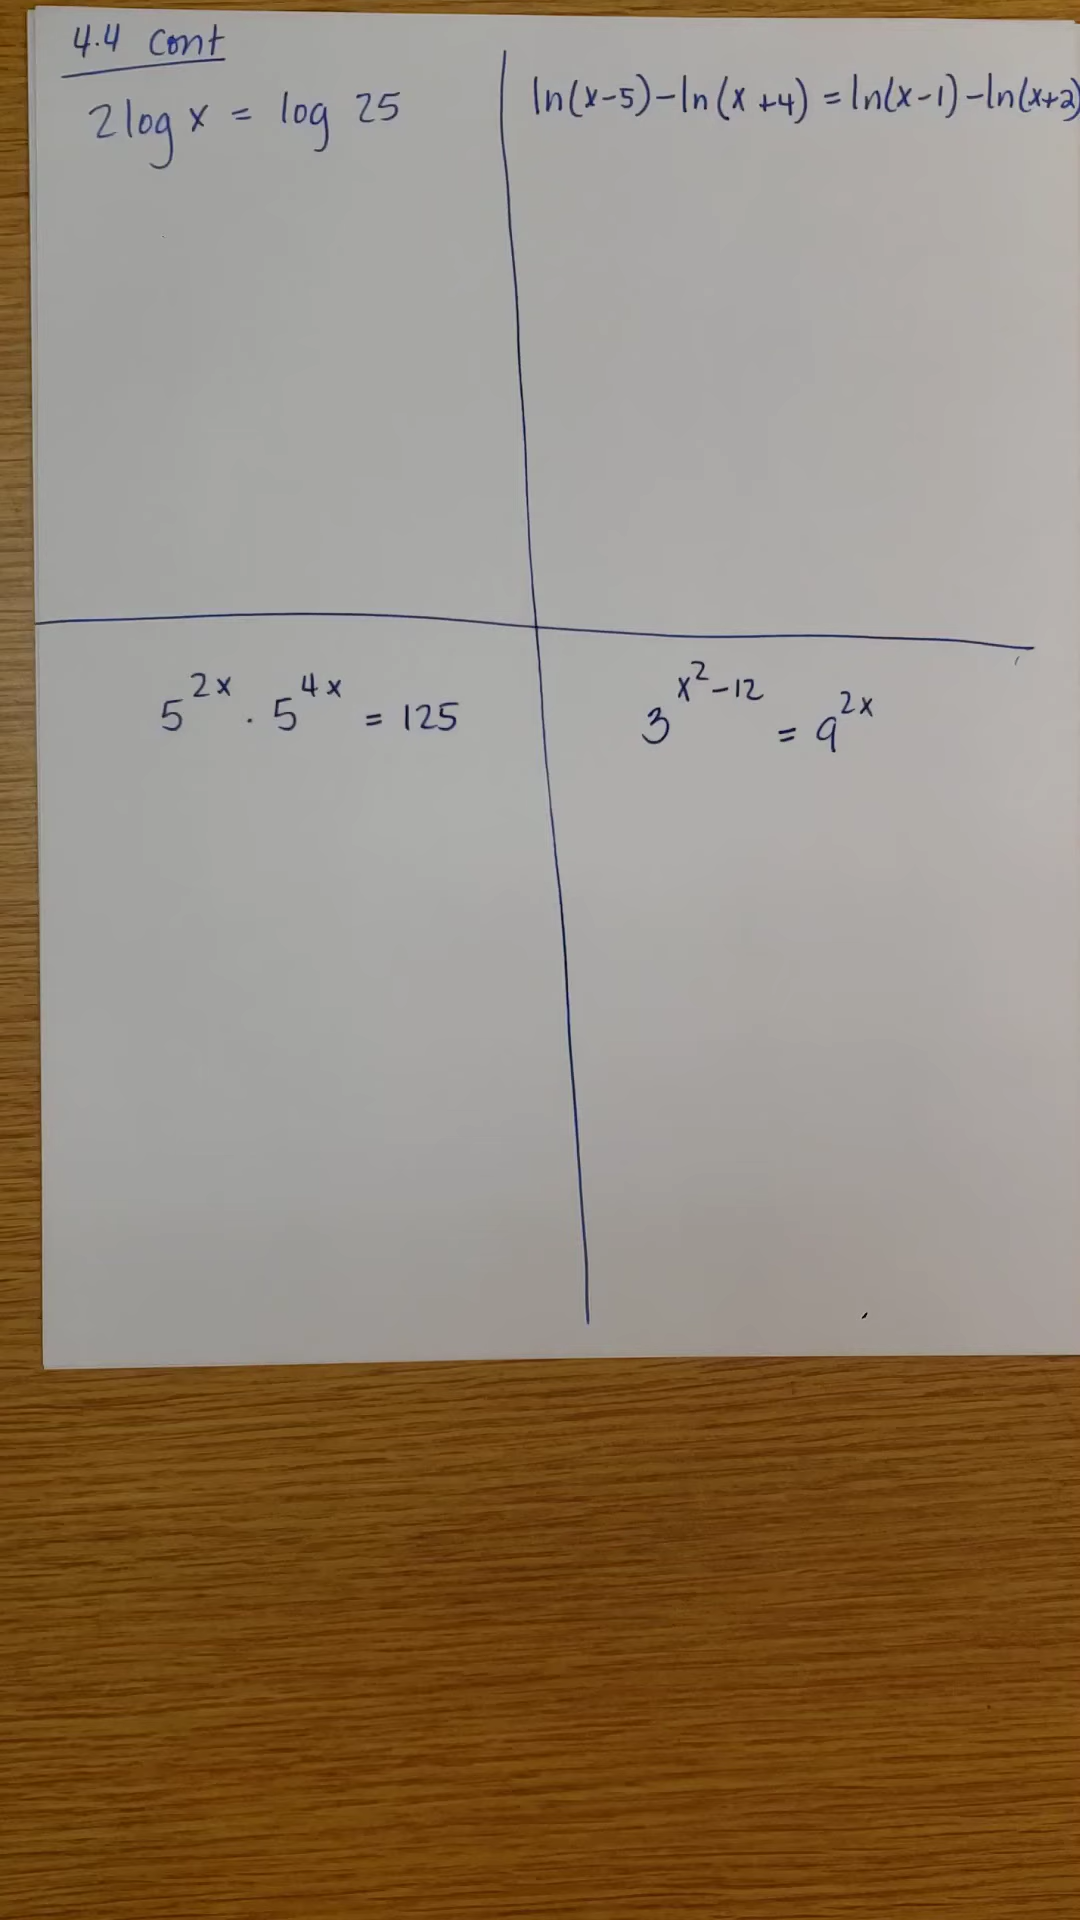 4.4 cont
2log x = log 25
ln(x-5)-ln(x+4)=ln(x-1)-ln(x+2)
5^{2x} · 5^{4x} = 125
3^{x^2-12} = 9^{2x}